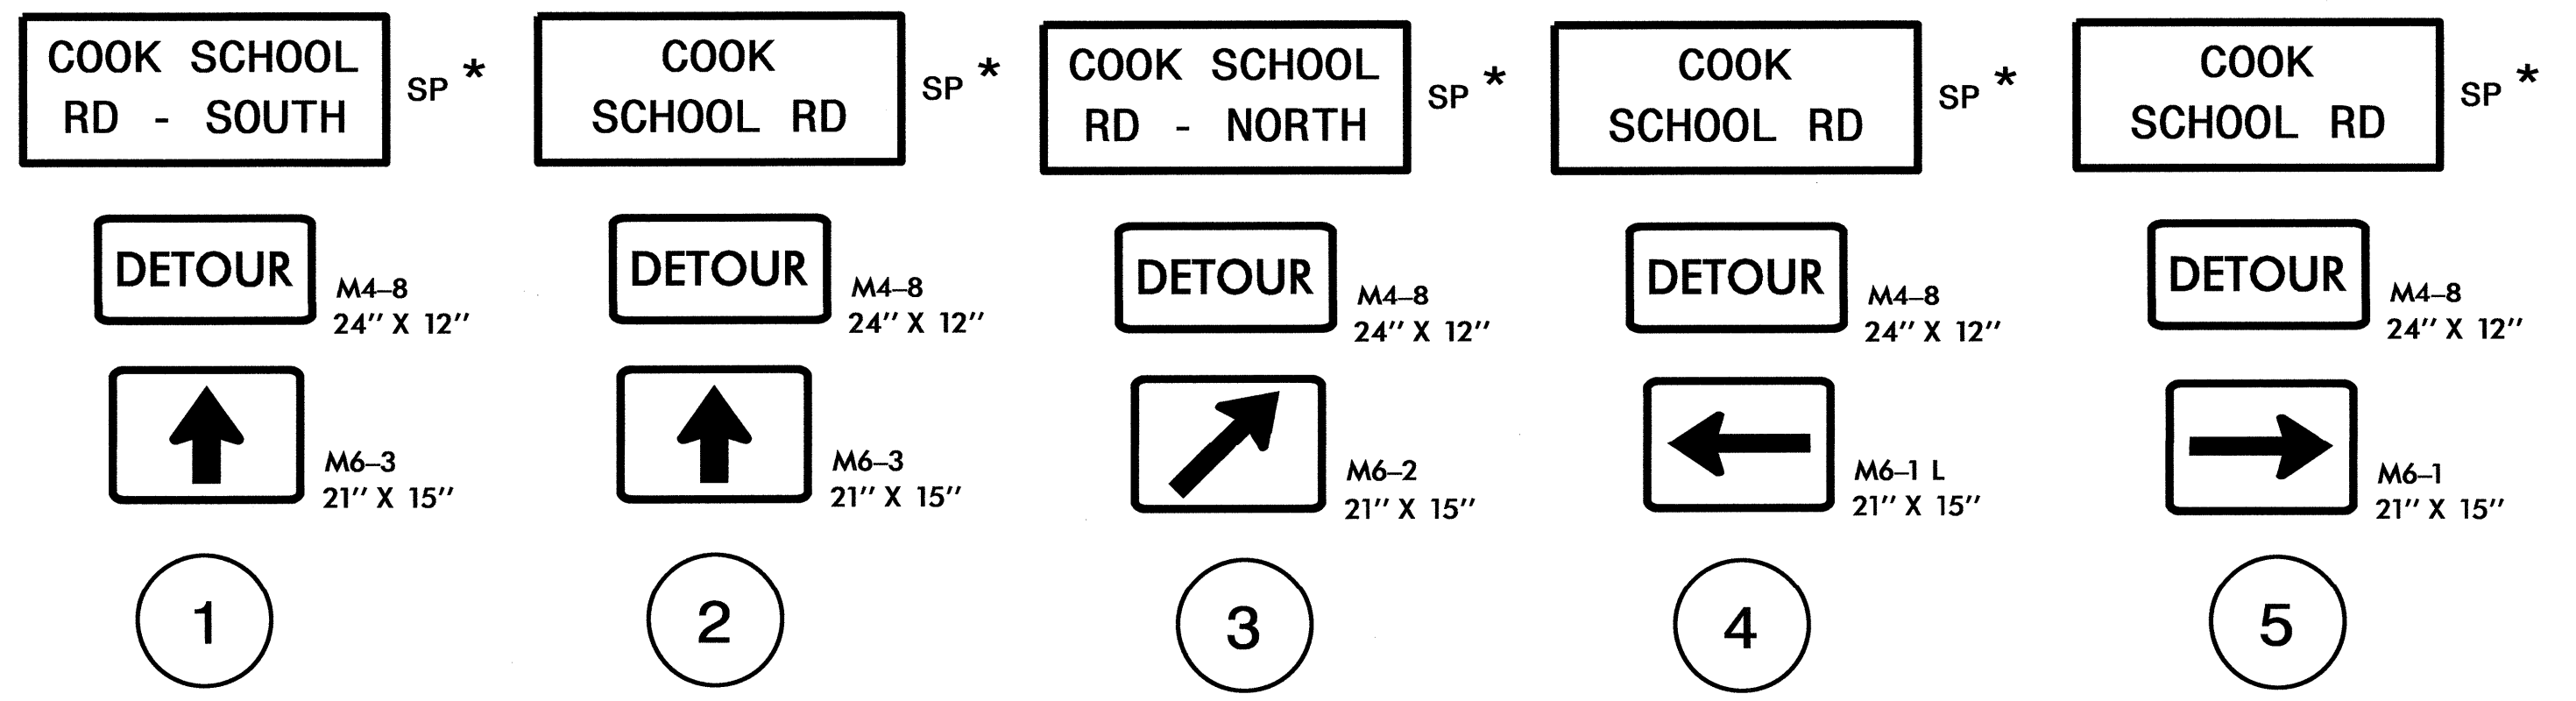 COOK SCHOOL
RD - SOUTH
SP *
DETOUR
M4–8
24" X 12"
M6–3
21" X 15"
1
COOK
SCHOOL RD
SP *
DETOUR
M4–8
24" X 12"
M6–3
21" X 15"
2
COOK SCHOOL
RD - NORTH
SP *
DETOUR
M4–8
24" X 12"
M6–2
21" X 15"
3
COOK
SCHOOL RD
SP *
DETOUR
M4–8
24" X 12"
M6–1 L
21" X 15"
4
COOK
SCHOOL RD
SP *
DETOUR
M4–8
24" X 12"
M6–1
21" X 15"
5